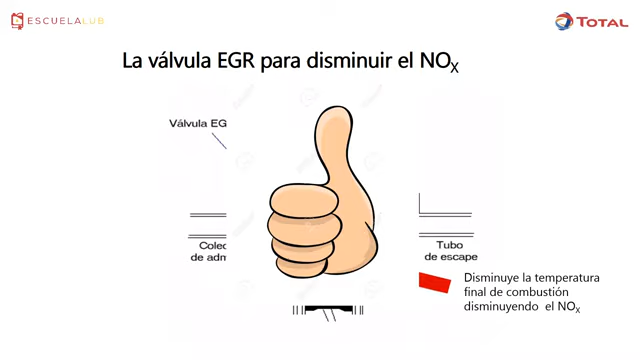 ESCUELALUB
TOTAL
La válvula EGR para disminuir el NOx
Válvula EG
Colec
de adm
Tubo
de escape
Disminuye la temperatura
final de combustión
disminuyendo el NOx